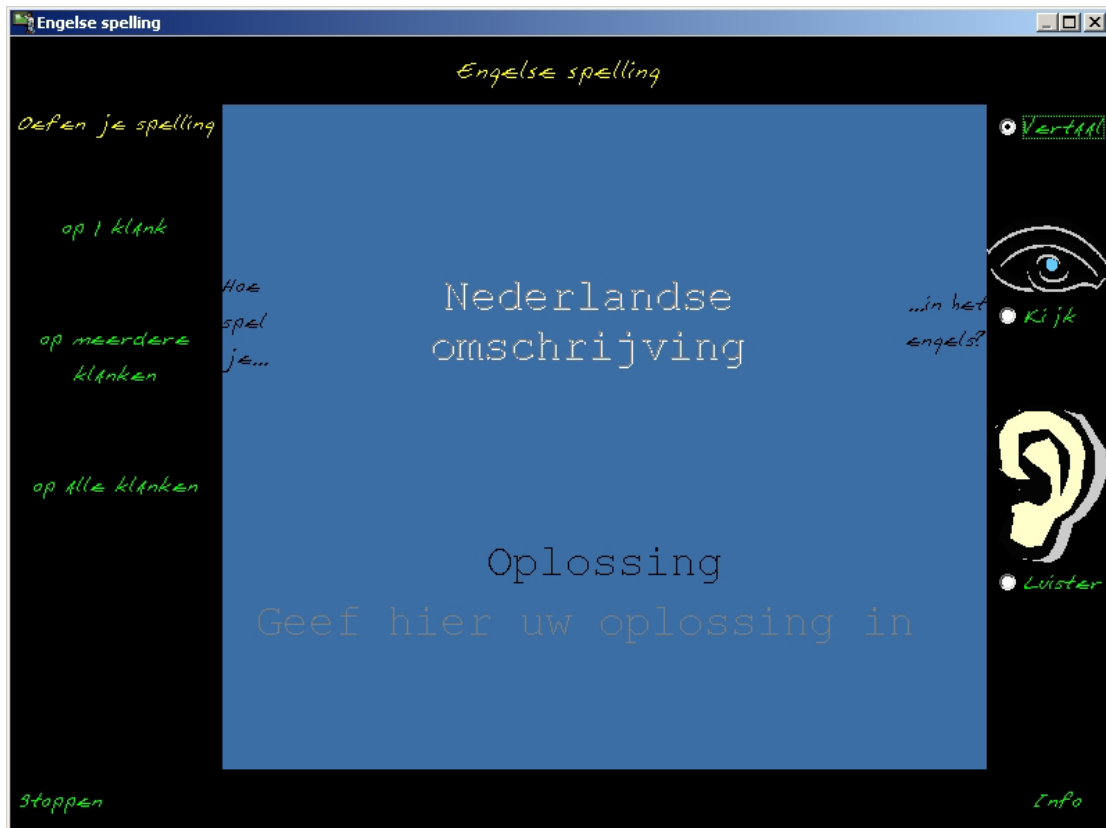 Engelse spelling
Engelse spelling
Oefen je spelling
op 1 klank
op meerdere
klanken
op alle klanken
Hoe
spel
je...
Nederlandse
omschrijving
...in het
engels?
Oplossing
Geef hier uw oplossing in
Vertaal
Kijk
Luister
Stoppen
Info